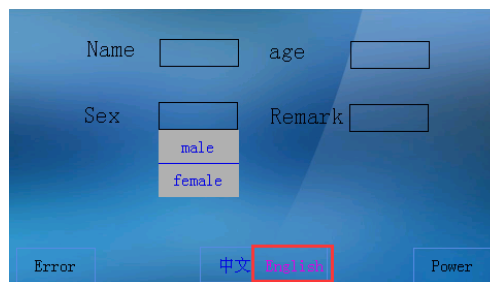 Name age
Sex Remark
male
female
Error 中文 English Power